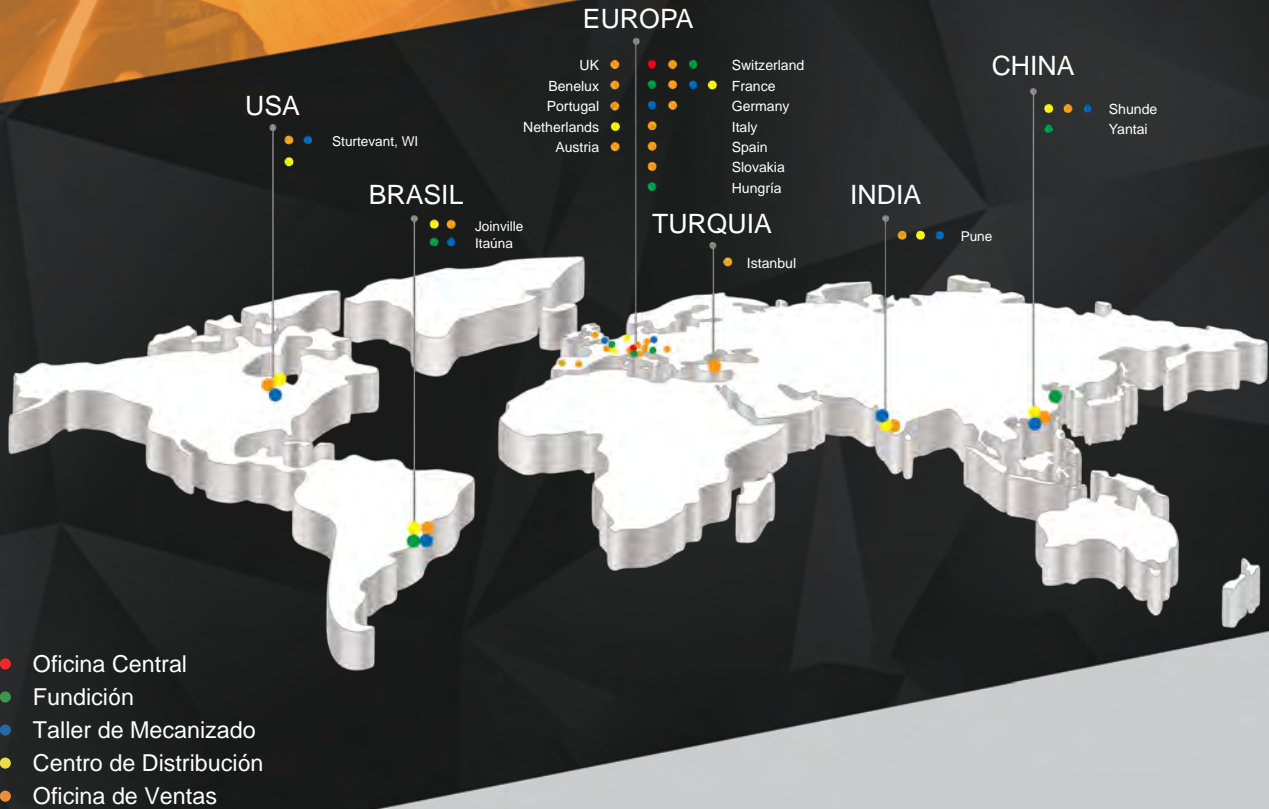 EUROPA
UK
Benelux
Portugal
Netherlands
Austria
Switzerland
France
Germany
Italy
Spain
Slovakia
Hungría
CHINA
Shunde
Yantai
USA
Sturtevant, WI
BRASIL
Joinville
Itaúna
TURQUIA
Istanbul
INDIA
Pune
Oficina Central
Fundición
Taller de Mecanizado
Centro de Distribución
Oficina de Ventas